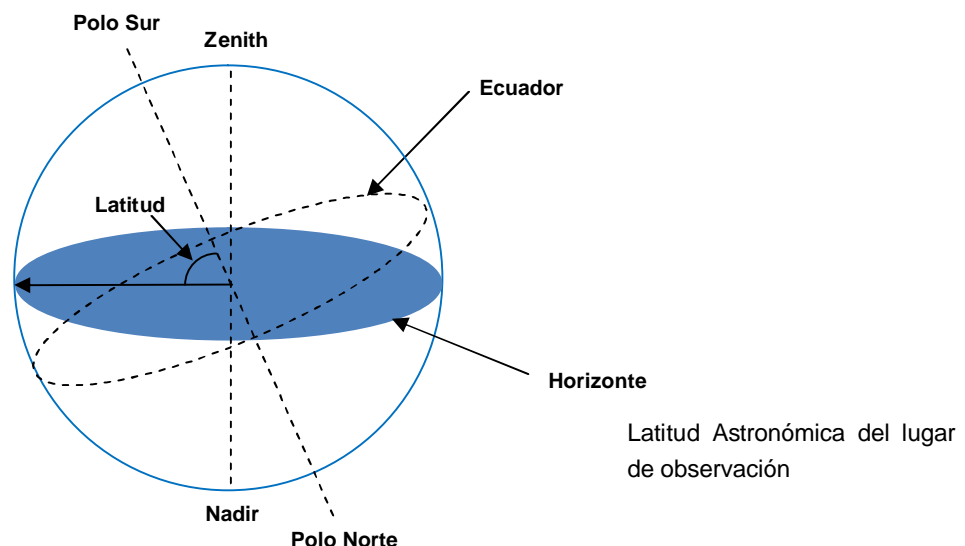 Polo Sur
Zenith
Ecuador
Latitud
Horizonte
Latitud Astronómica del lugar
de observación
Nadir
Polo Norte